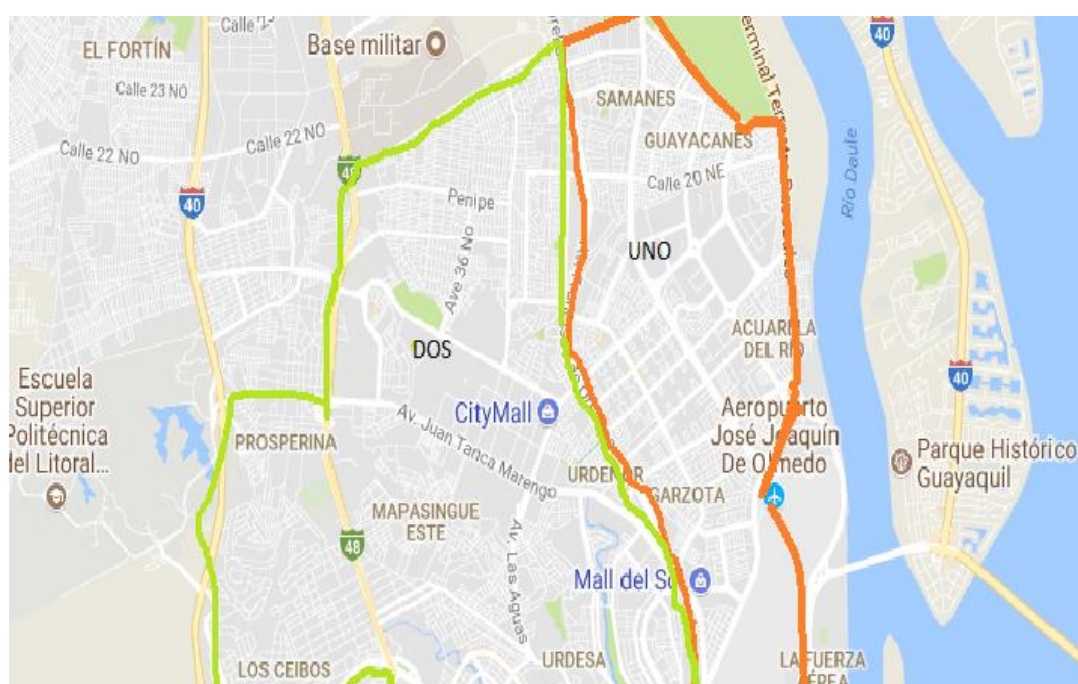 Calle
EL FORTÍN
Base militar
40
Calle 23 NO
SAMANES
Calle 22 NO
Calle 22 NO
GUAYACANES
48
Calle 20 NE
40
Penipe
Río Daule
UNO
Ave 36 No
DOS
ACUARELA
DEL RÍO
40
Escuela
Superior
Politécnica
del Litoral...
CityMall
Aeropuerto
José Joaquín
De Olmedo
Av. Juan Tanca Marengo
PROSPERINA
Parque Histórico
Guayaquil
URDENOR
GARZOTA
MAPASINGUE
ESTE
48
Av. Las Aguas
Mall del Sol
LOS CEIBOS
URDESA
LA FUERZA
AÉREA